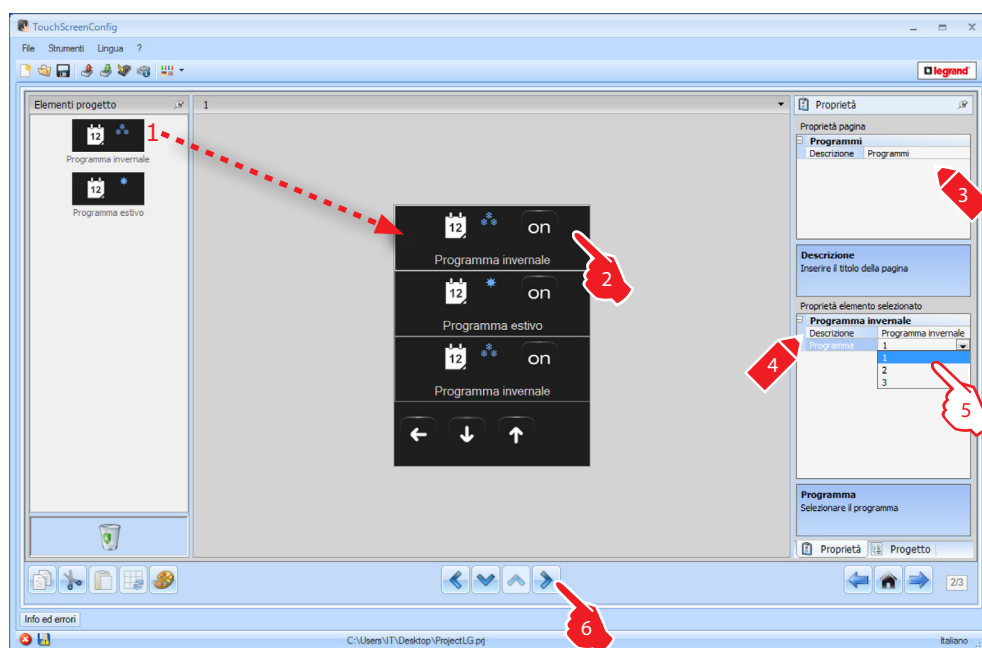 TouchScreenConfig
File Strumenti Lingua ?
legrand
Elementi progetto
1
Proprietà
12
1
Programma invernale
12
Programma estivo
12 on
Programma invernale
2
12 on
Programma estivo
12 on
Programma invernale
Proprietà pagina
Programmi
Descrizione Programmi
3
Descrizione
Inserire il titolo della pagina
Proprietà elemento selezionato
Programma invernale
Descrizione Programma invernale
Programma 1
1
2
3
4
5
Programma
Selezionare il programma
Proprietà Progetto
2/3
6
Info ed errori
C:\Users\IT\Desktop\ProjectLG.prj
Italiano